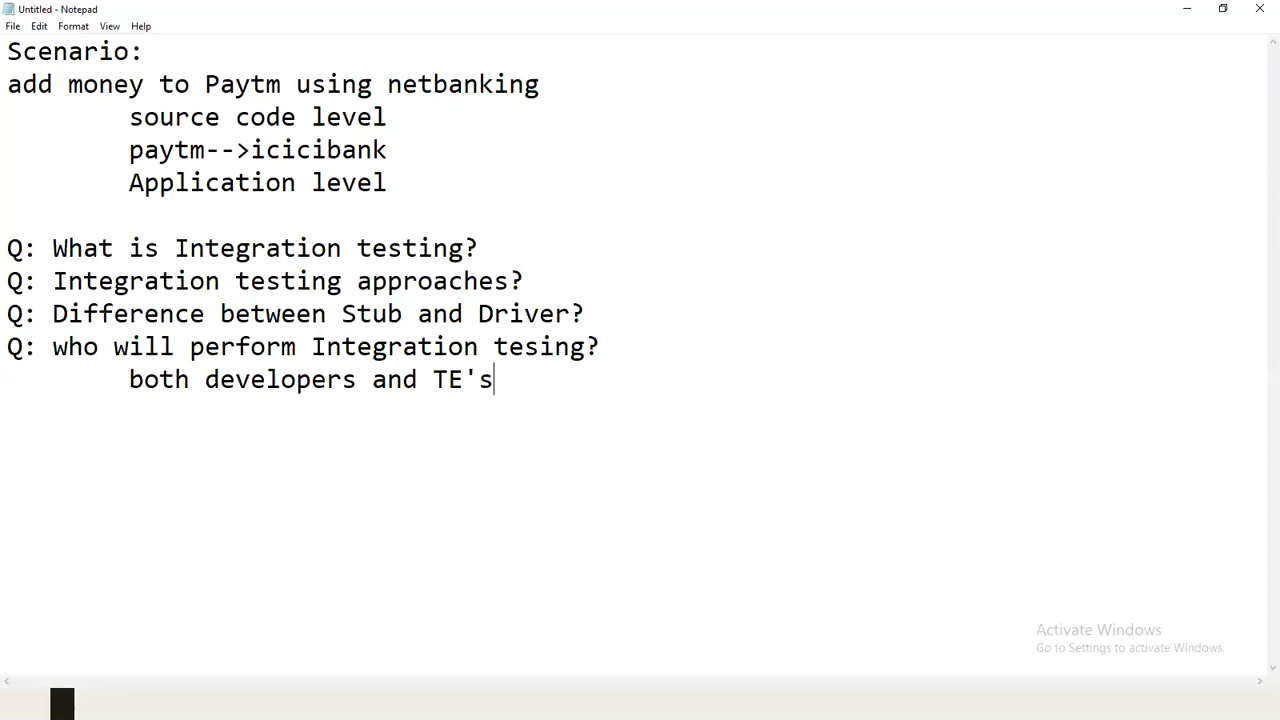 Untitled - Notepad
File Edit Format View Help
Scenario:
add money to Paytm using netbanking
source code level
paytm-->icicibank
Application level
Q: What is Integration testing?
Q: Integration testing approaches?
Q: Difference between Stub and Driver?
Q: who will perform Integration tesing?
both developers and TE's
Activate Windows
Go to Settings to activate Windows.